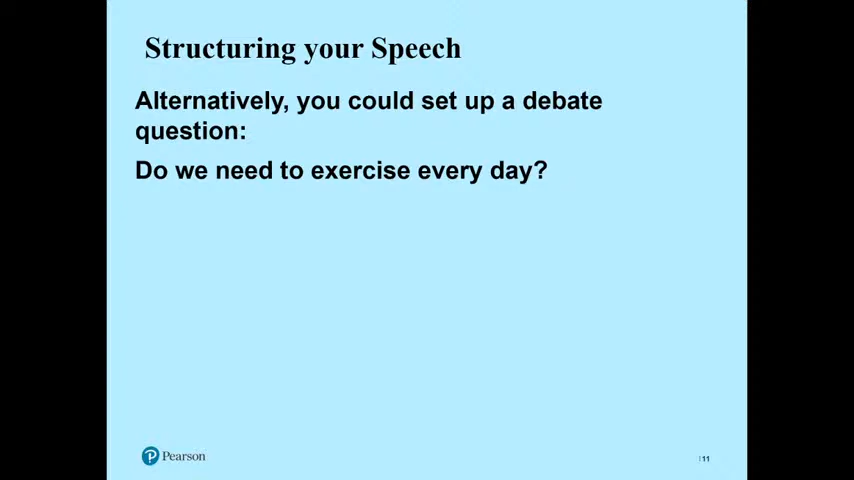 Structuring your Speech
Alternatively, you could set up a debate
question:
Do we need to exercise every day?
Pearson
11